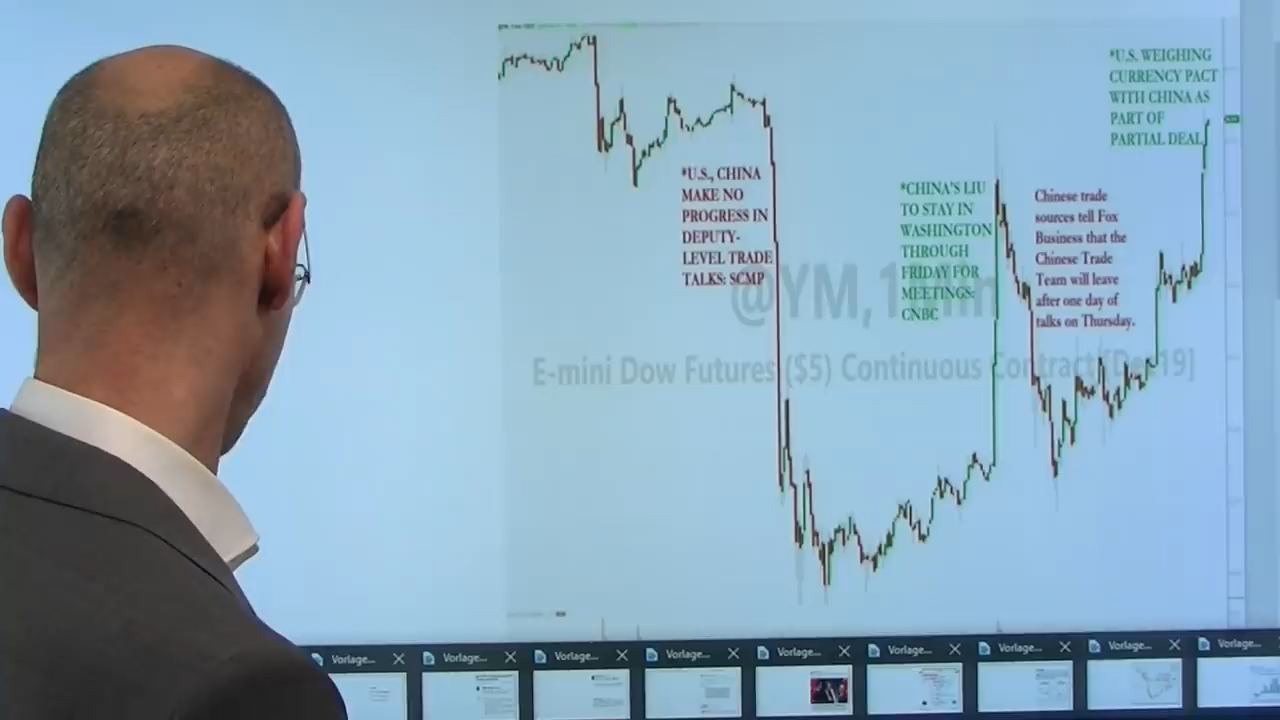 *U.S. WEIGHING
CURRENCY PACT
WITH CHINA AS
PART OF
PARTIAL DEAL
*U.S., CHINA
MAKE NO
PROGRESS IN
DEPUTY-
LEVEL TRADE
TALKS: SCMP
*CHINA'S LIU
TO STAY IN
WASHINGTON
THROUGH
FRIDAY FOR
MEETINGS:
CNBC
Chinese trade
sources tell Fox
Business that the
Chinese Trade
Team will leave
after one day of
talks on Thursday.
@YM,
E-mini Dow Futures ($5) Continuous Contract [Dec19]
Vorlage...
Vorlage...
Vorlage...
Vorlage...
Vorlage...
Vorlage...
Vorlage...
Vorlage...
Vorlage...